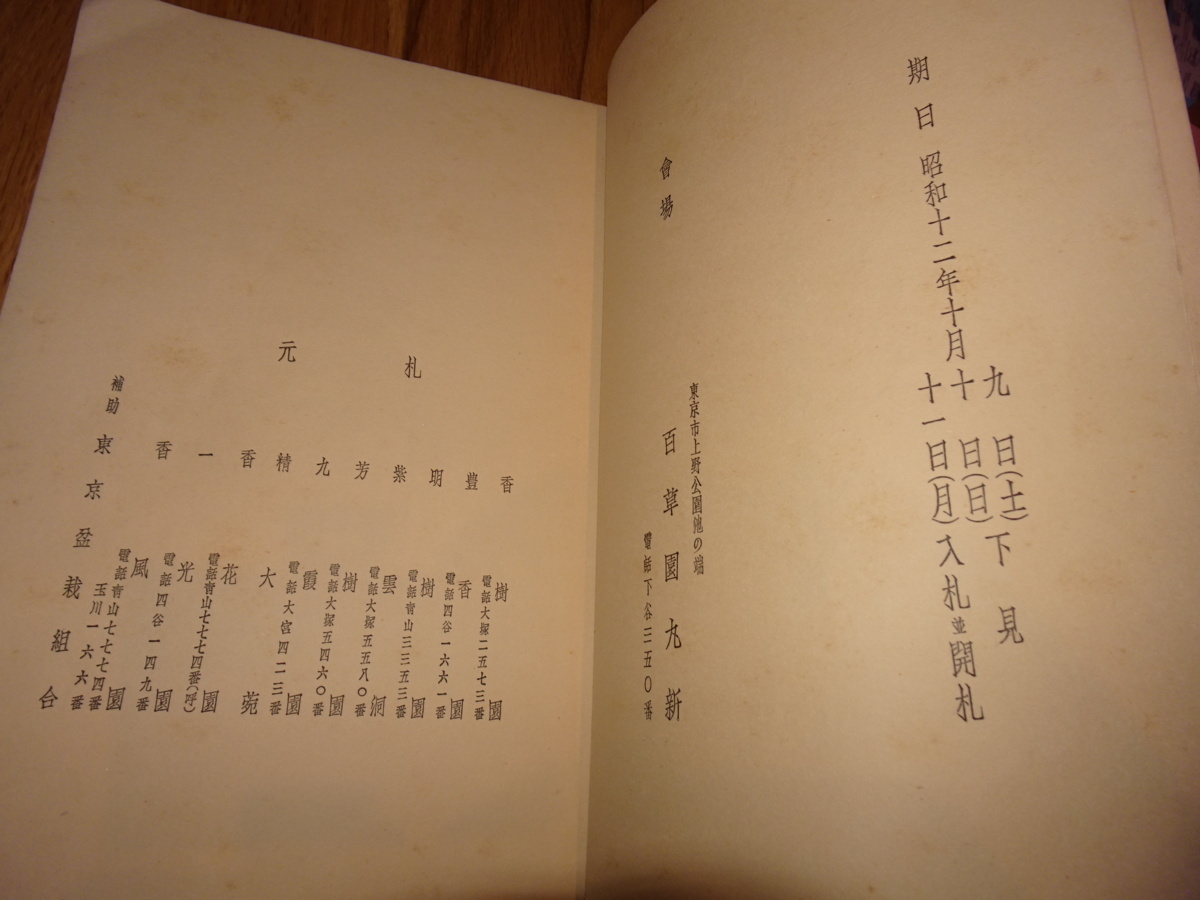 期日 昭和十二年十月
九日(土)
十日(日) 下見
十一日(月) 入札並開札
會場
東京市上野公園池の端
百草園九新
電話下谷
札元
香樹園
電話大塚二五七三番
豊香園
電話四谷一六六一番
明樹園
電話青山三三五三番
紫雲洞
電話大塚五五八〇番
芳樹園
電話大塚五四六〇番
九霞園
電話大宮四二三番
精大苑
香花園
電話青山七七七四番(呼)
一光園
電話四谷一四九番
香風園
電話青山七七七四番
玉川一六六番
補助 東京盆栽組合